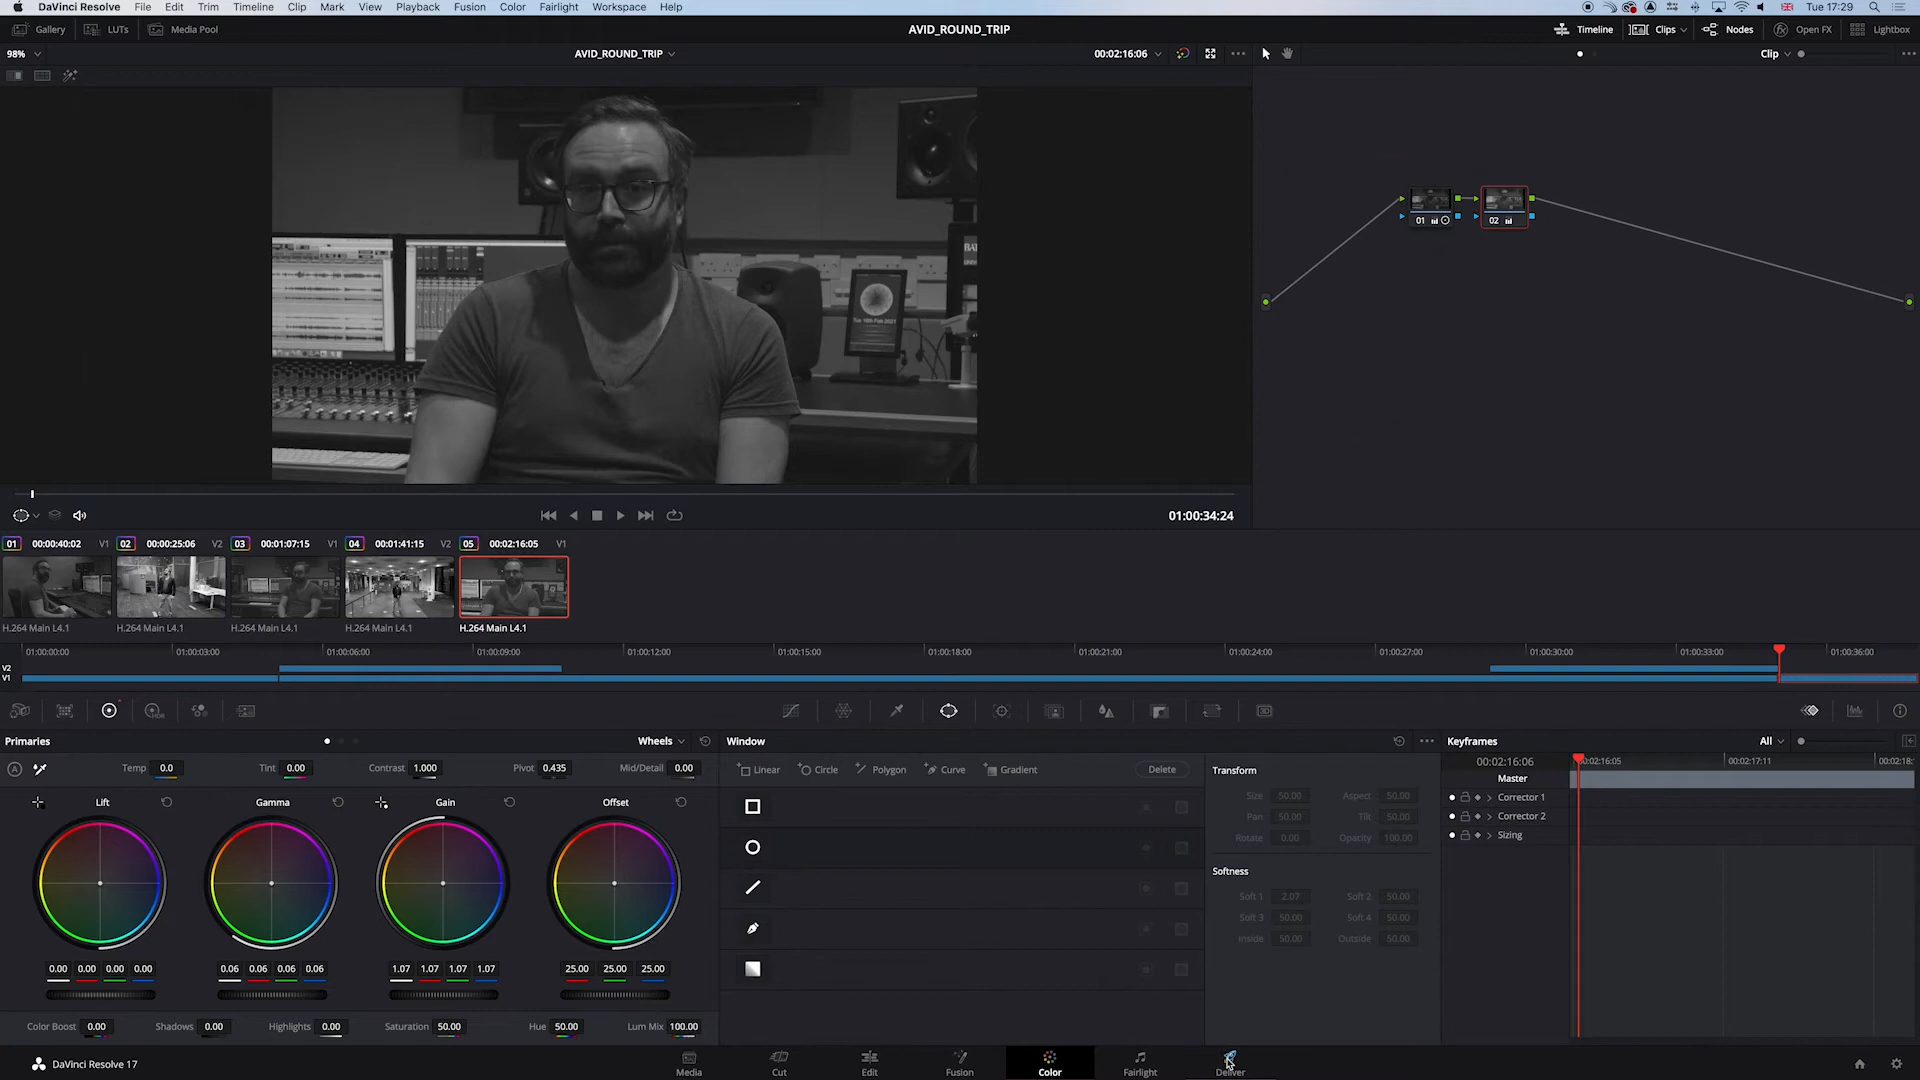 DaVinci Resolve File Edit Trim Timeline Clip Mark View Playback Fusion Color Fairlight Workspace Help Tue 17:29
Gallery LUTs Media Pool AVID_ROUND_TRIP Timeline Clips Nodes Open FX Lightbox
98% AVID_ROUND_TRIP 00:02:16:06 Clip
01 02
01:00:34:24
01 00:00:40:02 V1 02 00:00:25:06 V2 03 00:01:07:15 V1 04 00:01:41:15 V2 05 00:02:16:05 V1
H.264 Main L4.1 H.264 Main L4.1 H.264 Main L4.1 H.264 Main L4.1 H.264 Main L4.1
01:00:00:00 01:00:03:00 01:00:06:00 01:00:09:00 01:00:12:00 01:00:15:00 01:00:18:00 01:00:21:00 01:00:24:00 01:00:27:00 01:00:30:00 01:00:33:00 01:00:36:00
V2
V1
HDR 3D
Primaries Wheels Window Keyframes All
Temp 0.0 Tint 0.00 Contrast 1.000 Pivot 0.435 Mid/Detail 0.00 Linear Circle Polygon Curve Gradient Delete Transform 00:02:16:06 00:02:16:05 00:02:17:11 00:02:18:
Master
Lift Gamma Gain Offset Size 50.00 Aspect 50.00 Corrector 1
Pan 50.00 Tilt 50.00 Corrector 2
Rotate 0.00 Opacity 100.00 Sizing
Softness
Soft 1 2.07 Soft 2 50.00
Soft 3 50.00 Soft 4 50.00
Inside 50.00 Outside 50.00
0.00 0.00 0.00 0.00 0.06 0.06 0.06 0.06 1.07 1.07 1.07 1.07 25.00 25.00 25.00
Color Boost 0.00 Shadows 0.00 Highlights 0.00 Saturation 50.00 Hue 50.00 Lum Mix 100.00
DaVinci Resolve 17 Media Cut Edit Fusion Color Fairlight Deliver